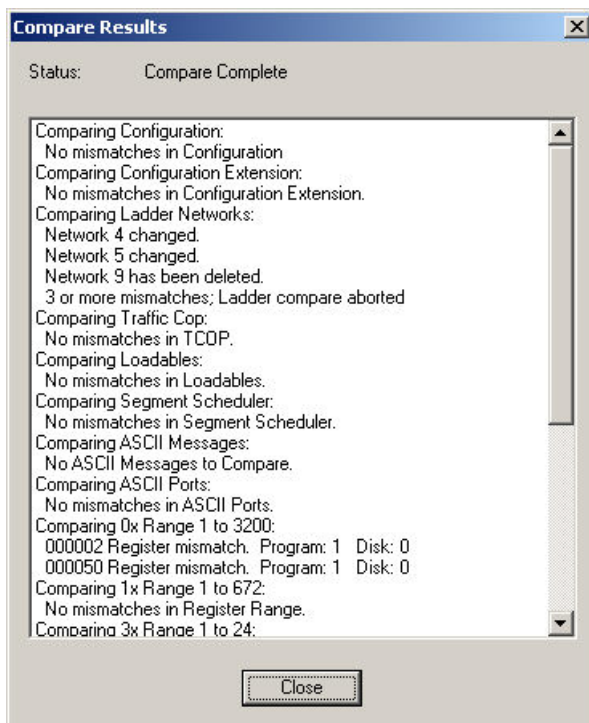 Compare Results
Status: Compare Complete
Comparing Configuration:
No mismatches in Configuration
Comparing Configuration Extension:
No mismatches in Configuration Extension.
Comparing Ladder Networks:
Network 4 changed.
Network 5 changed.
Network 9 has been deleted.
3 or more mismatches; Ladder compare aborted
Comparing Traffic Cop:
No mismatches in TCOP.
Comparing Loadables:
No mismatches in Loadables.
Comparing Segment Scheduler:
No mismatches in Segment Scheduler.
Comparing ASCII Messages:
No ASCII Messages to Compare.
Comparing ASCII Ports:
No mismatches in ASCII Ports.
Comparing 0x Range 1 to 3200:
000002 Register mismatch. Program: 1 Disk: 0
000050 Register mismatch. Program: 1 Disk: 0
Comparing 1x Range 1 to 672:
No mismatches in Register Range.
Comparing 3x Range 1 to 24:
Close